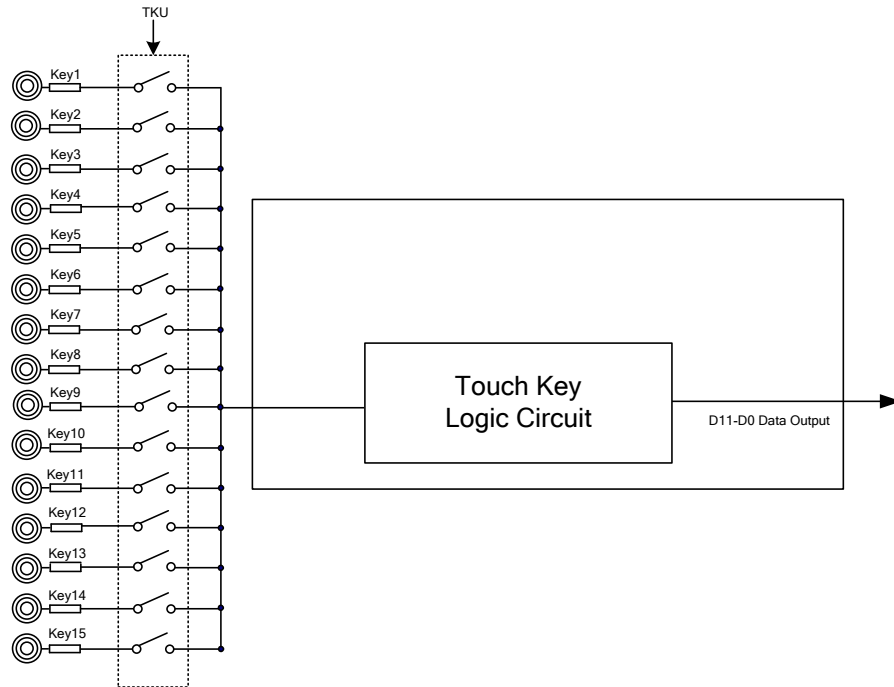 TKU
Key1
Key2
Key3
Key4
Key5
Key6
Key7
Key8
Key9
Key10
Key11
Key12
Key13
Key14
Key15
Touch Key
Logic Circuit
D11-D0 Data Output